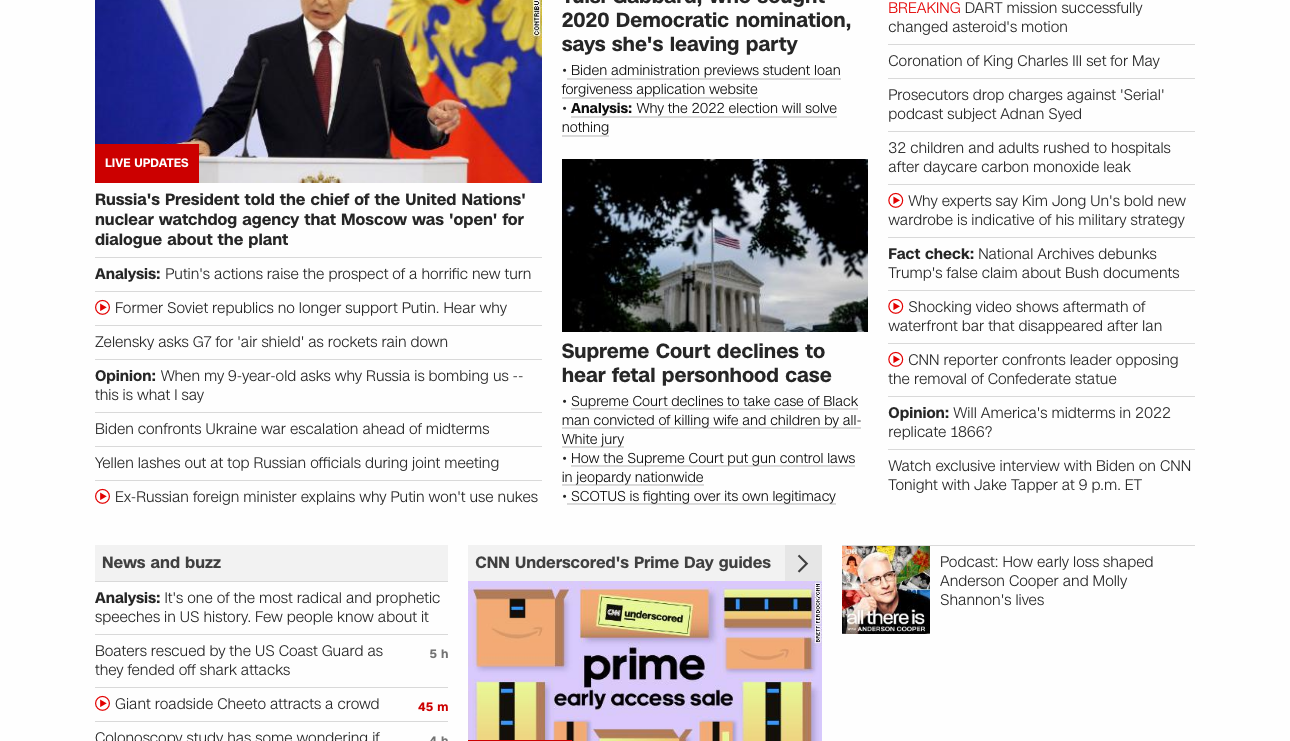 LIVE UPDATES
Russia's President told the chief of the United Nations'
nuclear watchdog agency that Moscow was 'open' for
dialogue about the plant
Analysis: Putin's actions raise the prospect of a horrific new turn
Former Soviet republics no longer support Putin. Hear why
Zelensky asks G7 for 'air shield' as rockets rain down
Opinion: When my 9-year-old asks why Russia is bombing us --
this is what I say
Biden confronts Ukraine war escalation ahead of midterms
Yellen lashes out at top Russian officials during joint meeting
Ex-Russian foreign minister explains why Putin won't use nukes
2020 Democratic nomination,
says she's leaving party
• Biden administration previews student loan
forgiveness application website
• Analysis: Why the 2022 election will solve
nothing
Supreme Court declines to
hear fetal personhood case
• Supreme Court declines to take case of Black
man convicted of killing wife and children by all-
White jury
• How the Supreme Court put gun control laws
in jeopardy nationwide
• SCOTUS is fighting over its own legitimacy
BREAKING DART mission successfully
changed asteroid's motion
Coronation of King Charles III set for May
Prosecutors drop charges against 'Serial'
podcast subject Adnan Syed
32 children and adults rushed to hospitals
after daycare carbon monoxide leak
Why experts say Kim Jong Un's bold new
wardrobe is indicative of his military strategy
Fact check: National Archives debunks
Trump's false claim about Bush documents
Shocking video shows aftermath of
waterfront bar that disappeared after Ian
CNN reporter confronts leader opposing
the removal of Confederate statue
Opinion: Will America's midterms in 2022
replicate 1866?
Watch exclusive interview with Biden on CNN
Tonight with Jake Tapper at 9 p.m. ET
News and buzz
Analysis: It's one of the most radical and prophetic
speeches in US history. Few people know about it
Boaters rescued by the US Coast Guard as
they fended off shark attacks
5 h
Giant roadside Cheeto attracts a crowd
45 m
Colonoscopy study has some wondering if
4 h
CNN Underscored's Prime Day guides
CNN underscored
prime
early access sale
all there is
WITH ANDERSON COOPER
Podcast: How early loss shaped
Anderson Cooper and Molly
Shannon's lives